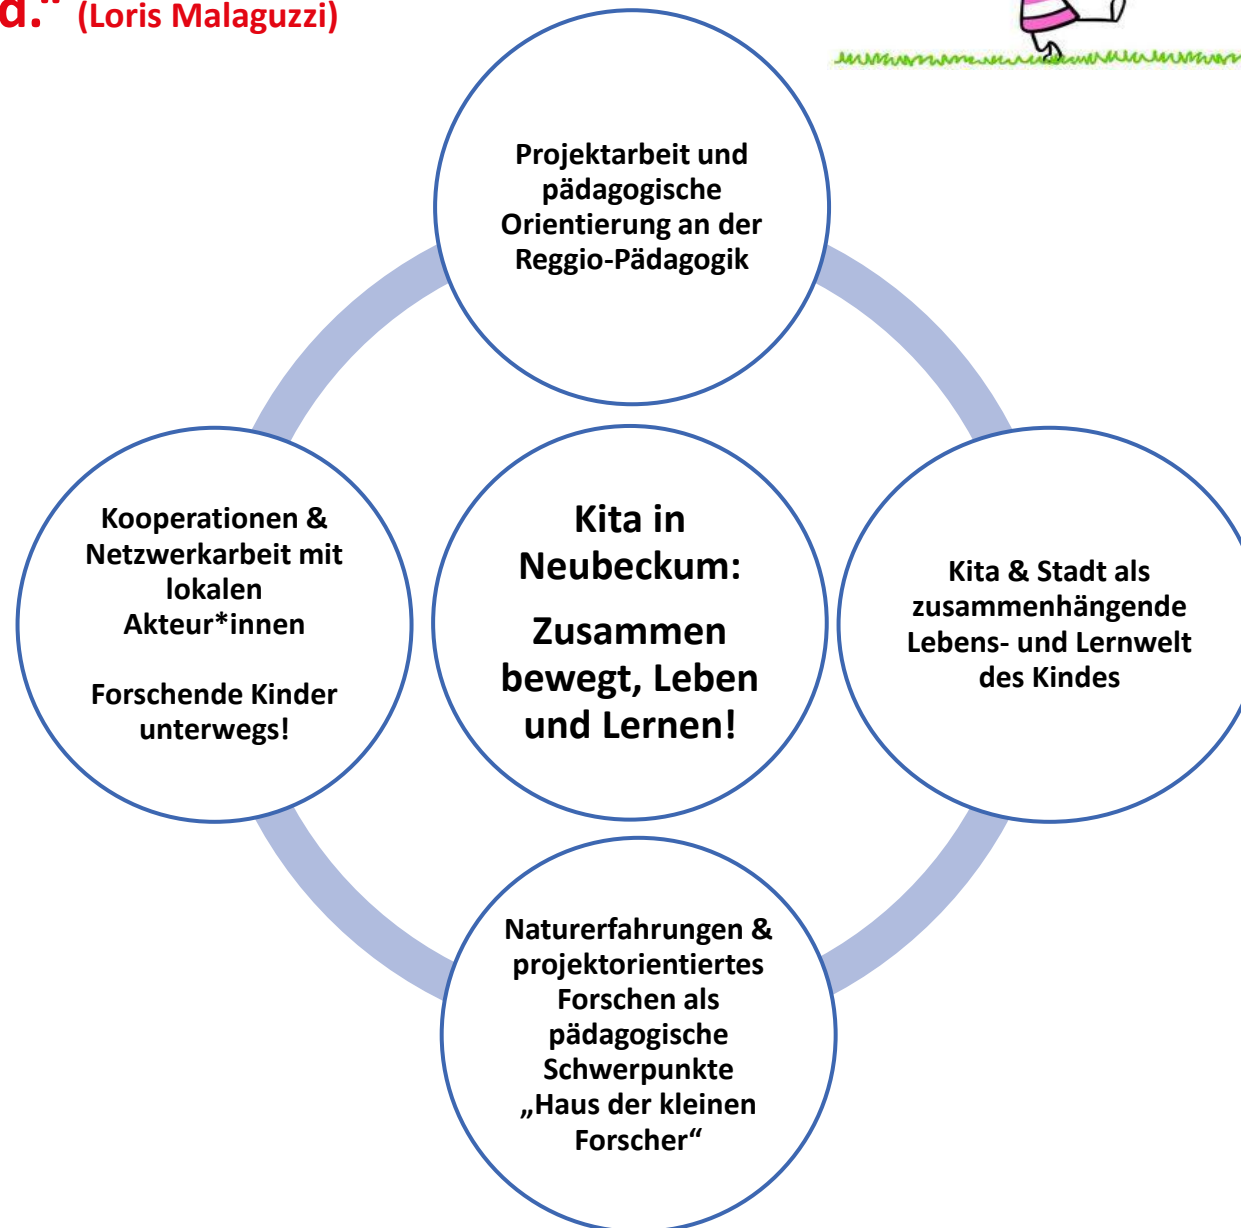 d.“ (Loris Malaguzzi)
Projektarbeit und
pädagogische
Orientierung an der
Reggio-Pädagogik
Kooperationen &
Netzwerkarbeit mit
lokalen
Akteur*innen
Forschende Kinder
unterwegs!
Kita in
Neubeckum:
Zusammen
bewegt, Leben
und Lernen!
Kita & Stadt als
zusammenhängende
Lebens- und Lernwelt
des Kindes
Naturerfahrungen &
projektorientiertes
Forschen als
pädagogische
Schwerpunkte
„Haus der kleinen
Forscher“